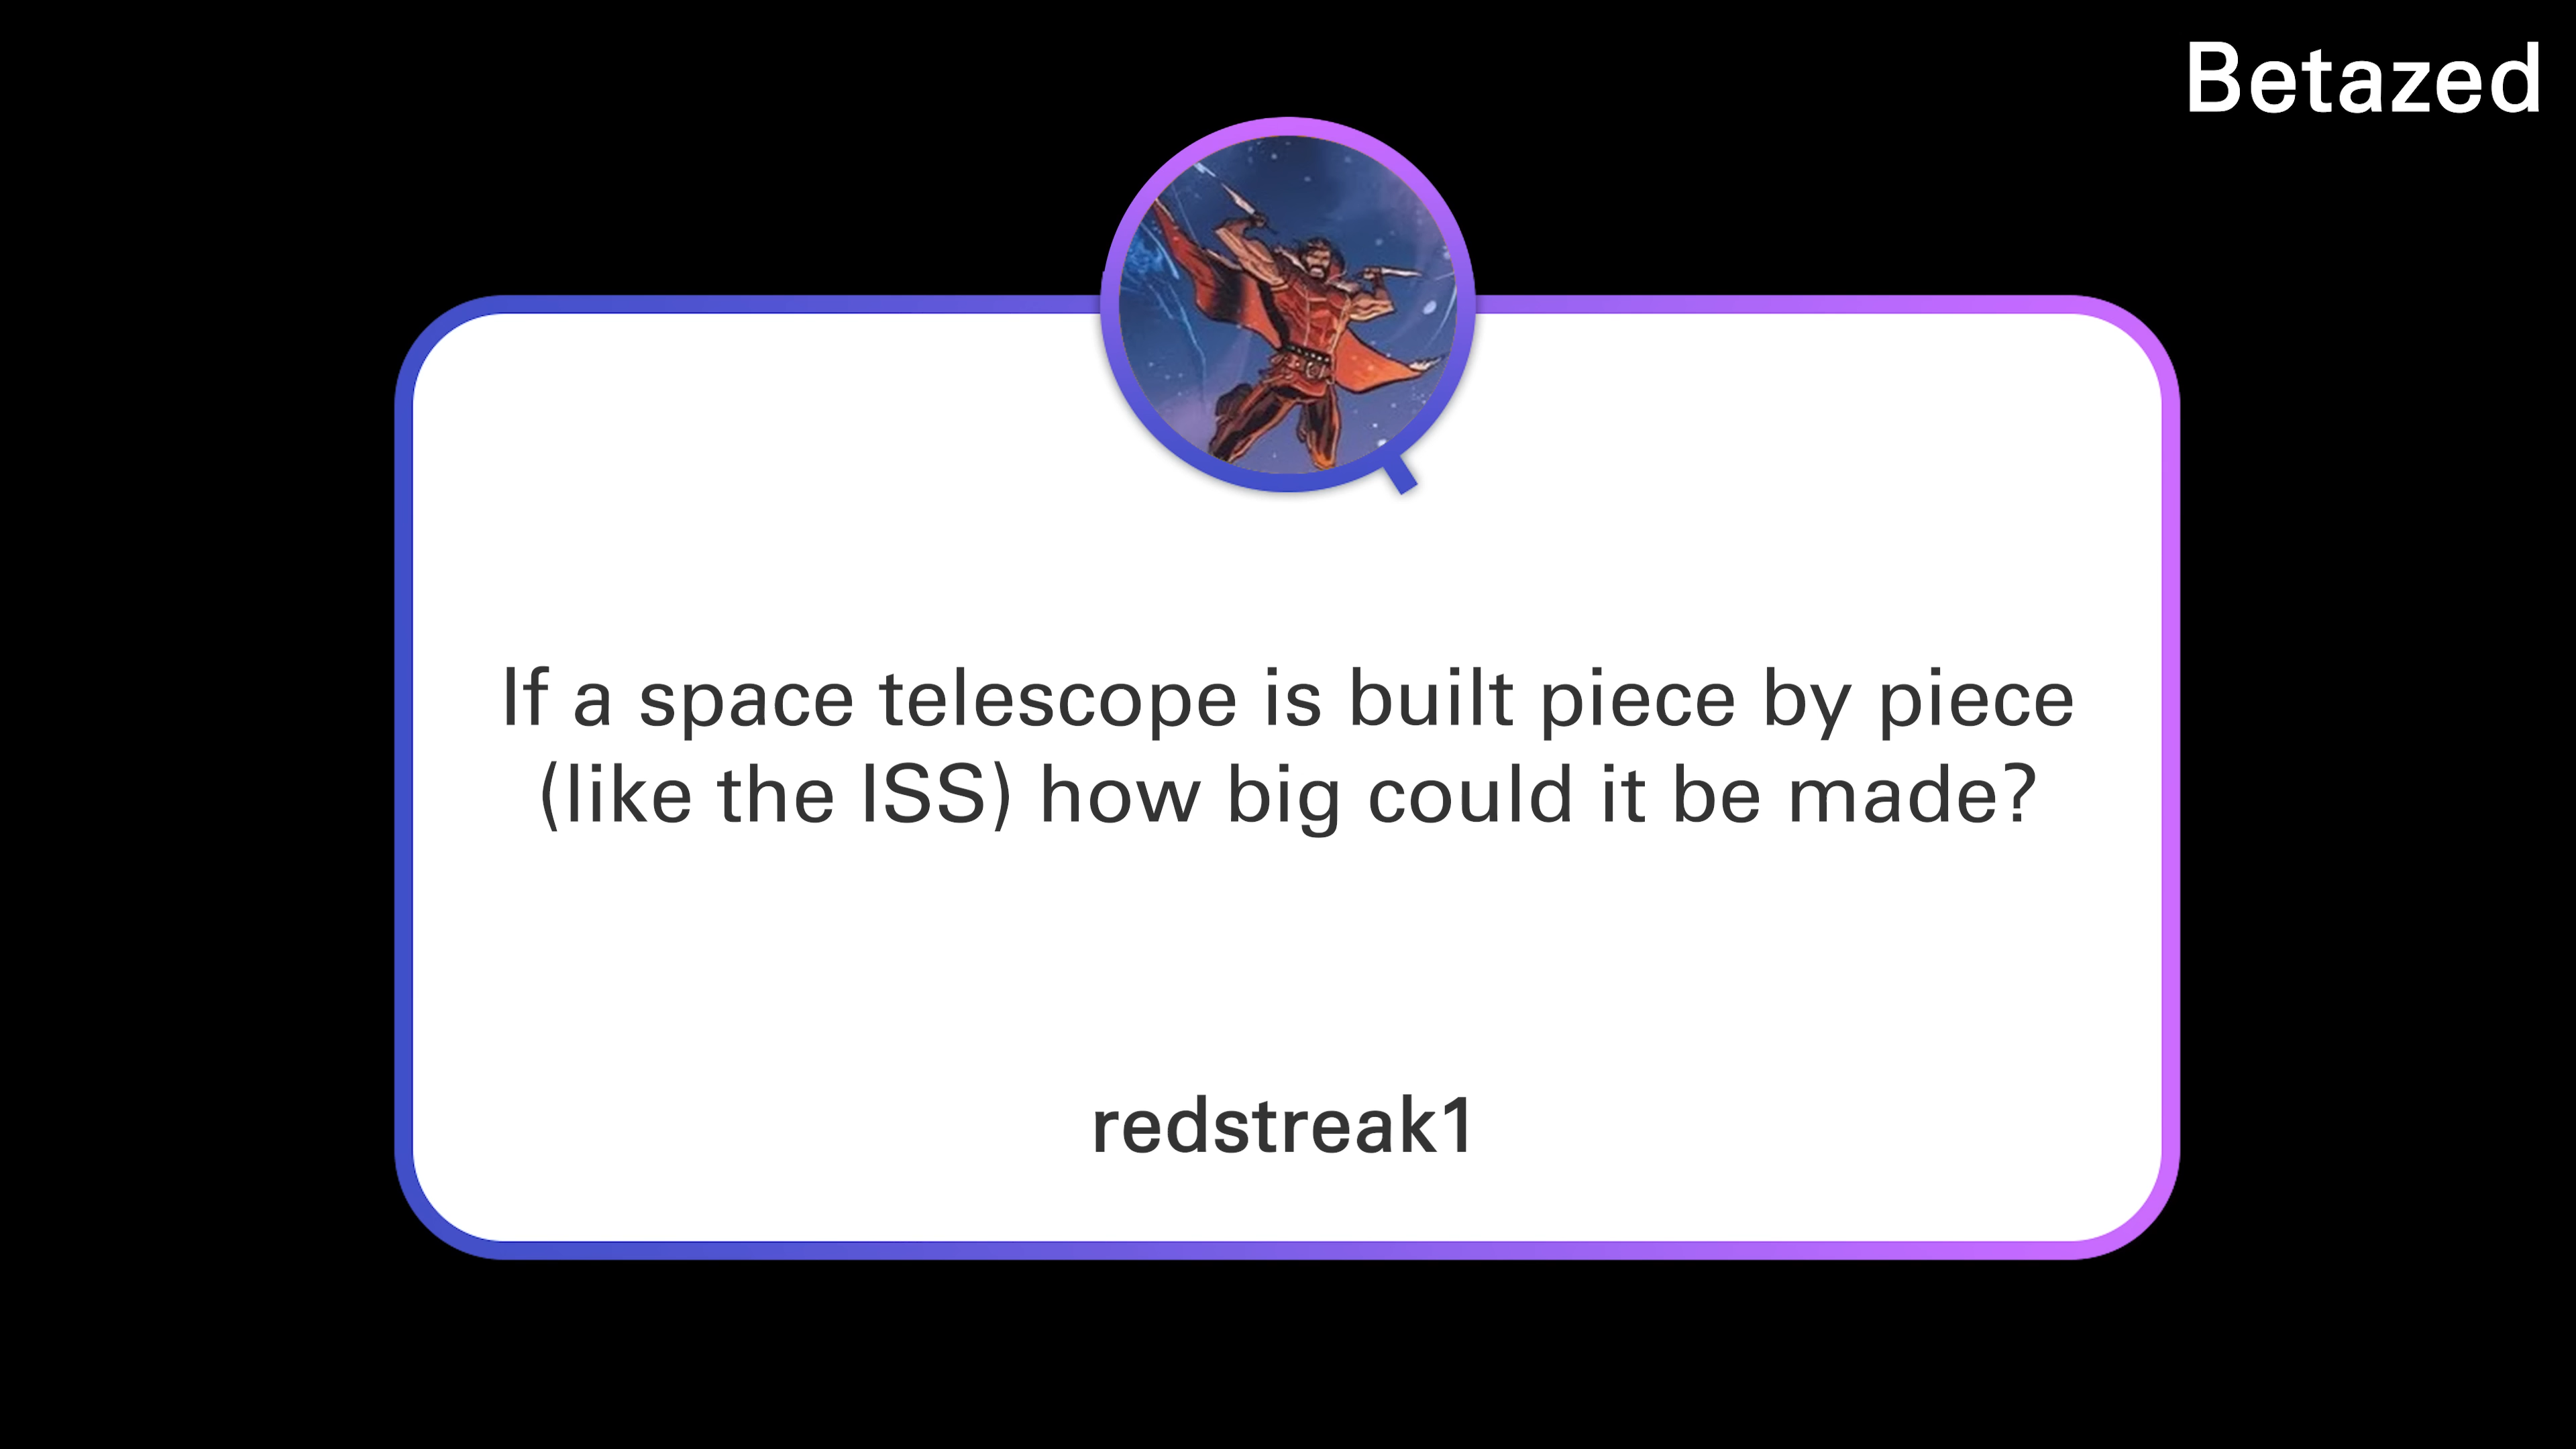 Betazed
If a space telescope is built piece by piece
(like the ISS) how big could it be made?
redstreak1